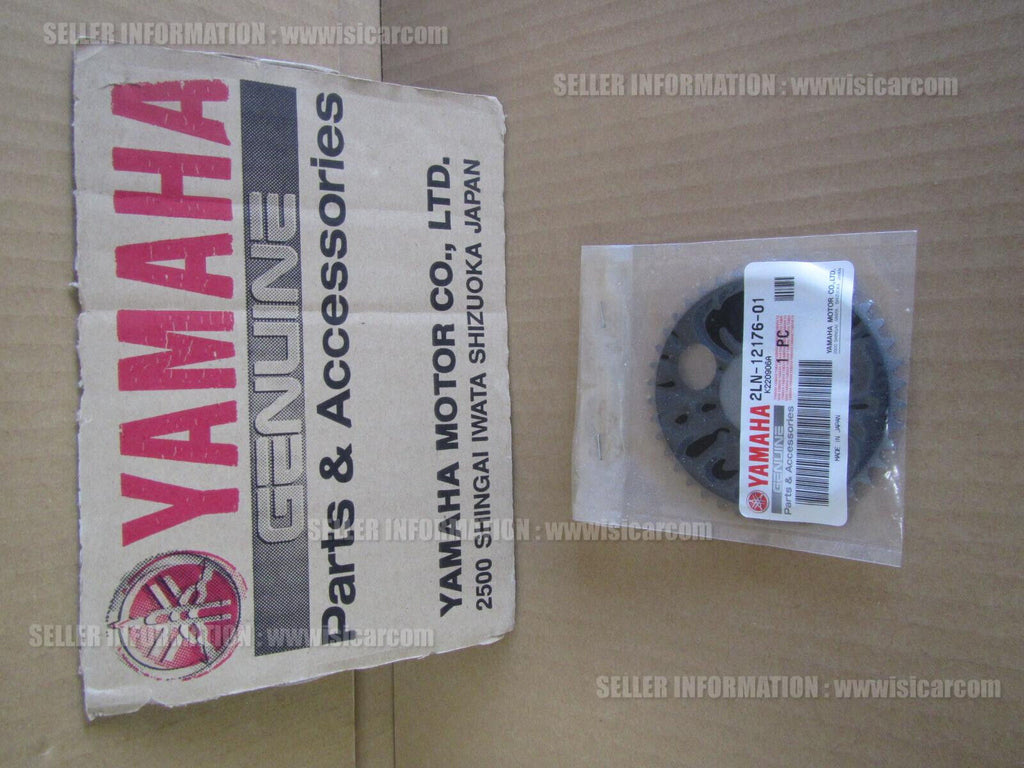 SELLER INFORMATION : wwwisicarcom
SELLER INFORMATION : wwwisicarcom
YAMAHA
GENUINE
Parts & Accessories
YAMAHA MOTOR CO., LTD.
2500 SHINGAI IWATA SHIZUOKA JAPAN
2LN-12176-01
K220906A
1 PC
YAMAHA
GENUINE
Parts & Accessories
MADE IN JAPAN
YAMAHA MOTOR CO.,LTD.
SELLER INFORMATION : wwwisicarcom
SELLER INFORMATION : wwwisicarcom
SELLER INFORMATION : wwwisicarcom